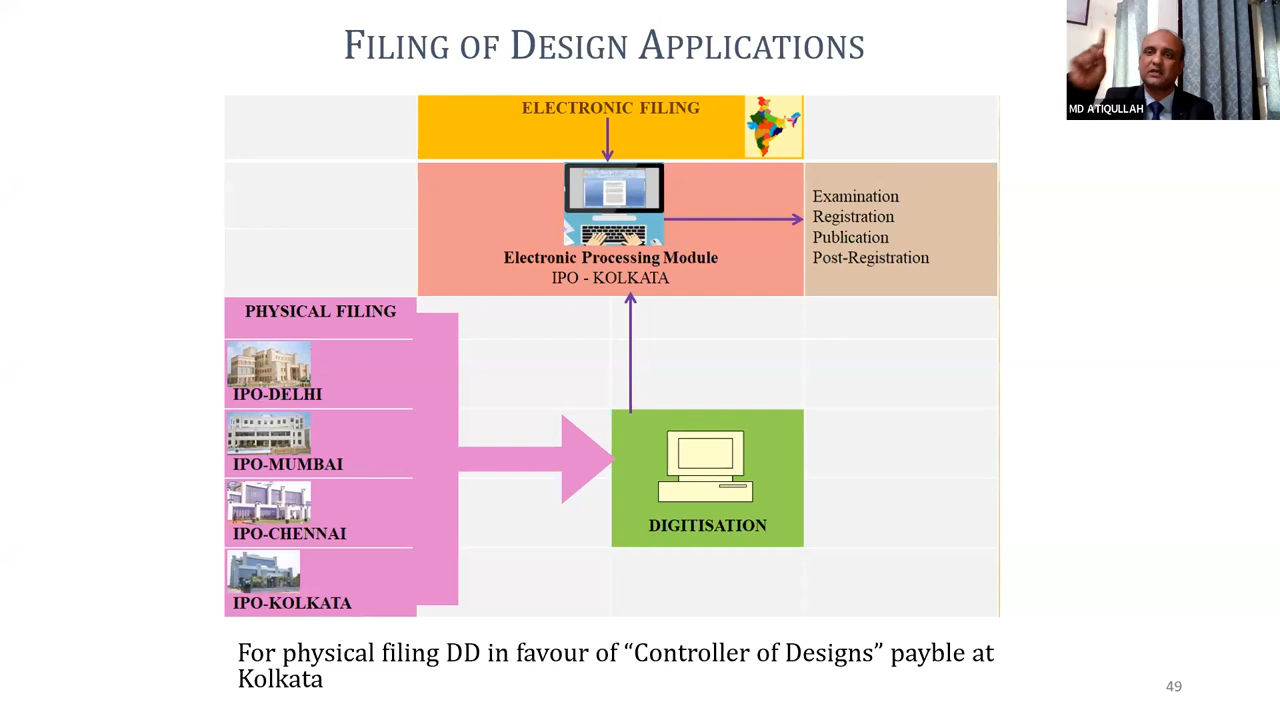 FILING OF DESIGN APPLICATIONS
MD ATIQULLAH
ELECTRONIC FILING
Electronic Processing Module
IPO - KOLKATA
Examination
Registration
Publication
Post-Registration
PHYSICAL FILING
IPO-DELHI
IPO-MUMBAI
IPO-CHENNAI
IPO-KOLKATA
DIGITISATION
For physical filing DD in favour of “Controller of Designs” payble at
Kolkata
49